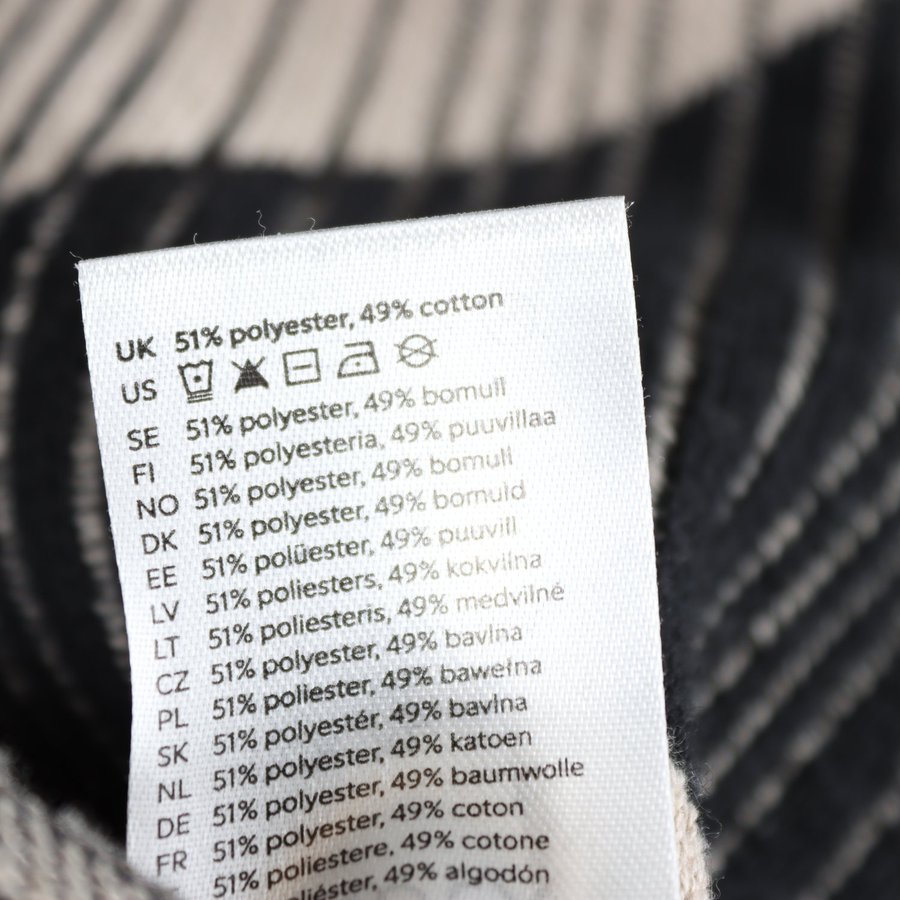 UK 51% polyester, 49% cotton
US
SE 51% polyester, 49% bomull
FI 51% polyesteria, 49% puuvillaa
NO 51% polyester, 49% bomull
DK 51% polyester, 49% bomuld
EE 51% polüester, 49% puuvill
LV 51% poliesters, 49% kokvilna
LT 51% poliesteris, 49% medvilnė
CZ 51% polyester, 49% bavlna
PL 51% poliester, 49% bawełna
SK 51% polyestér, 49% bavlna
NL 51% polyester, 49% katoen
DE 51% polyester, 49% baumwolle
FR 51% polyester, 49% coton
51% poliestere, 49% cotone
49% algodón